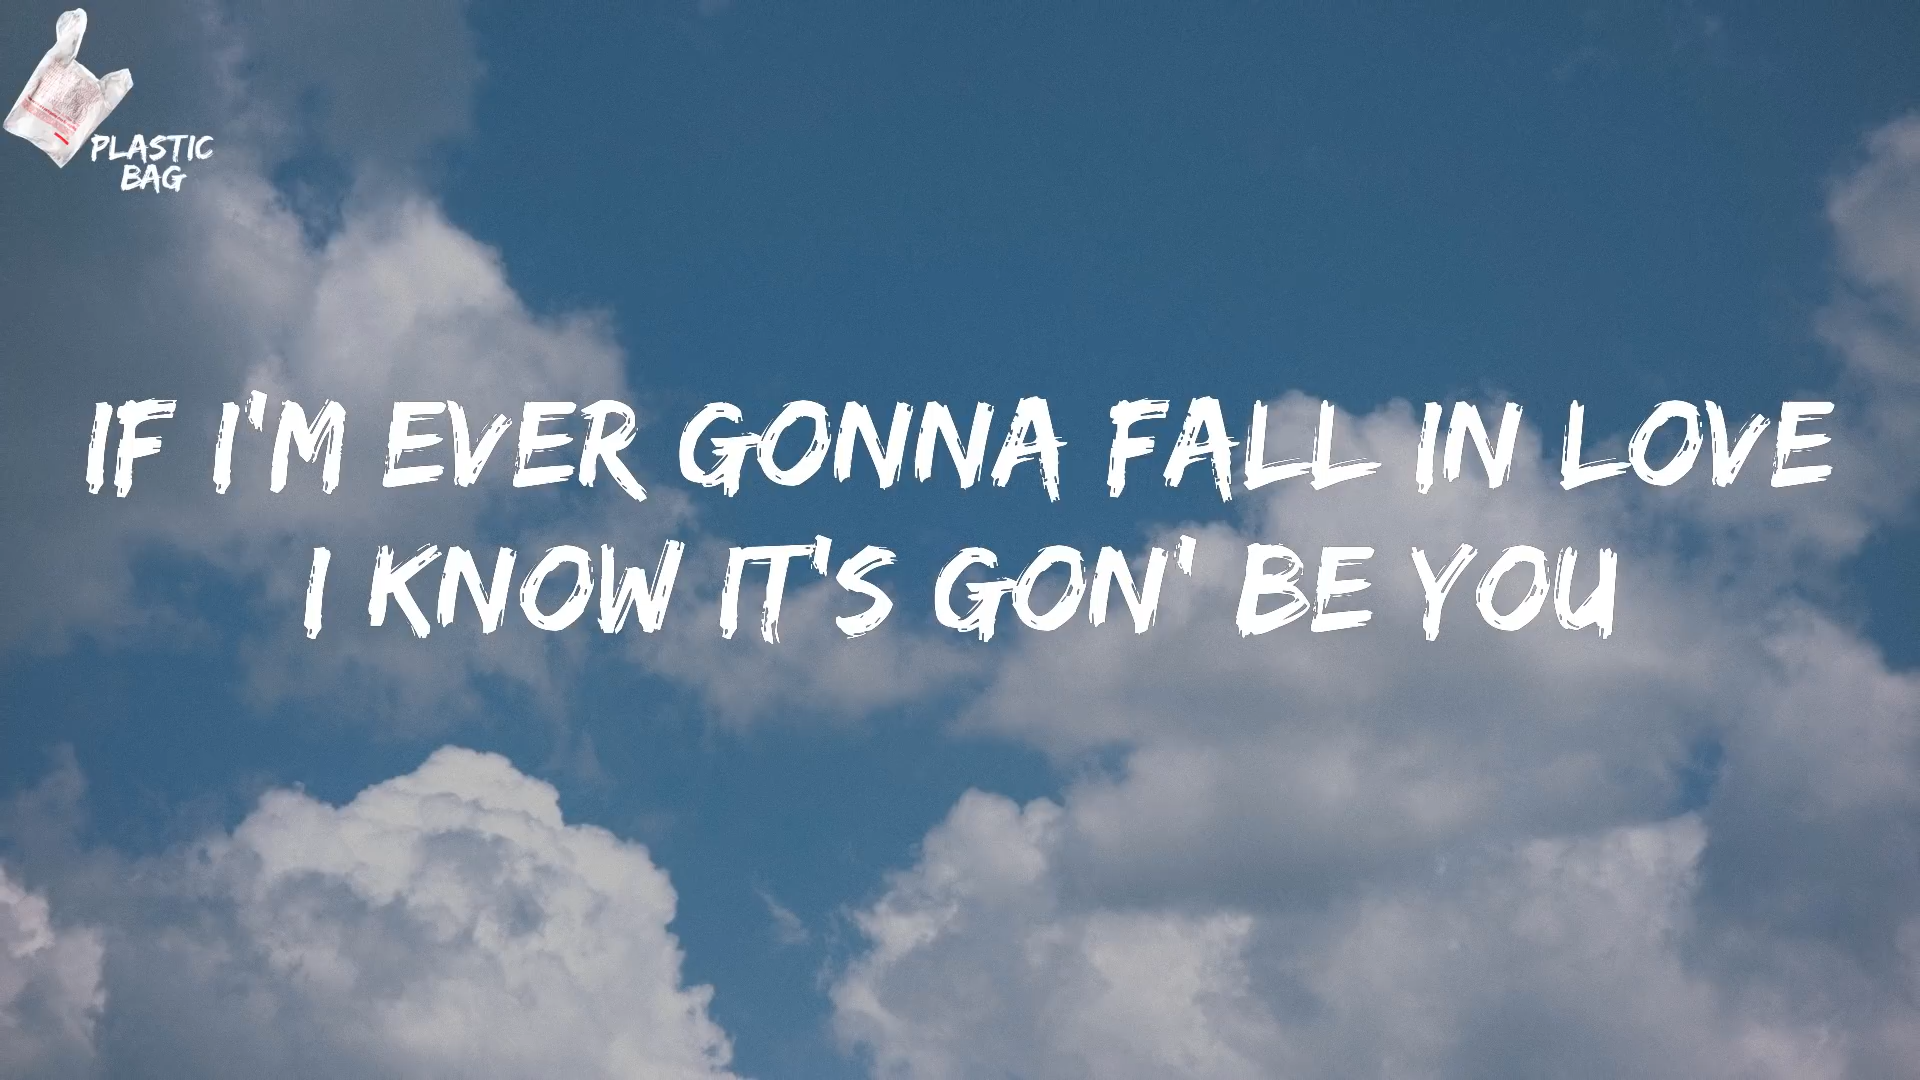 PLASTIC
BAG
IF I'M EVER GONNA FALL IN LOVE
I KNOW IT'S GON' BE YOU